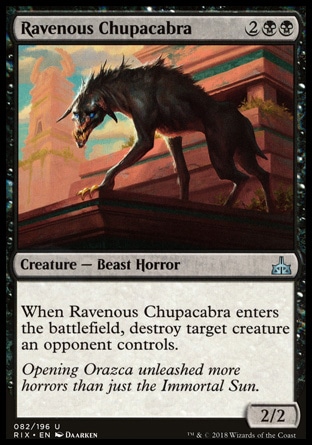 Ravenous Chupacabra 2
Creature — Beast Horror
When Ravenous Chupacabra enters
the battlefield, destroy target creature
an opponent controls.
Opening Orazca unleashed more
horrors than just the Immortal Sun.
2/2
082/196 U
RIX • EN DAARKEN
™ & © 2018 Wizards of the Coast